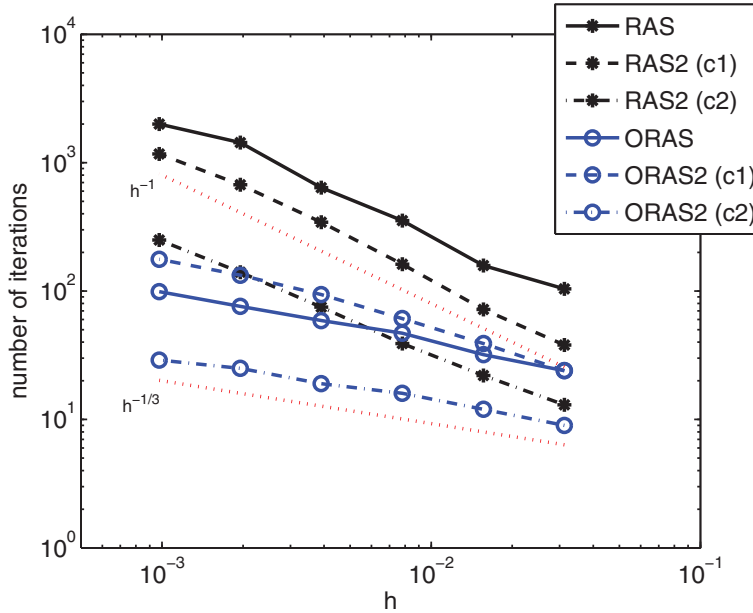 10^4
10^3
10^2
10^1
10^0
number of iterations
10^-3
10^-2
10^-1
h
h^-1
h^-1/3
RAS
RAS2 (c1)
RAS2 (c2)
ORAS
ORAS2 (c1)
ORAS2 (c2)